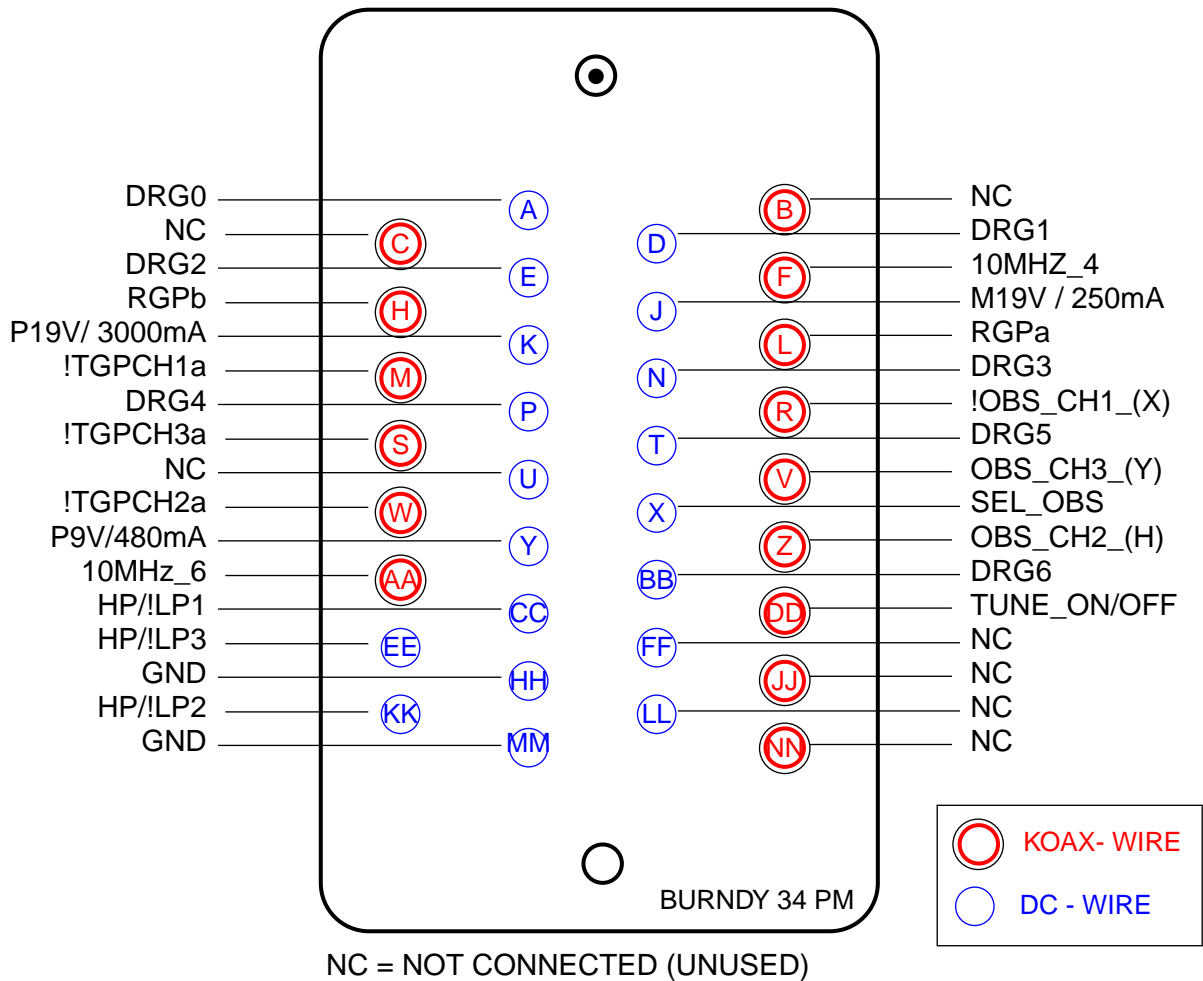 DRG0 A B NC
NC C D DRG1
DRG2 E F 10MHZ_4
RGPb H J M19V / 250mA
P19V/ 3000mA K L RGPa
!TGPCH1a M N DRG3
DRG4 P R !OBS_CH1_(X)
!TGPCH3a S T DRG5
NC U V OBS_CH3_(Y)
!TGPCH2a W X SEL_OBS
P9V/480mA Y Z OBS_CH2_(H)
10MHz_6 AA BB DRG6
HP/!LP1 CC DD TUNE_ON/OFF
HP/!LP3 EE FF NC
GND HH JJ NC
HP/!LP2 KK LL NC
GND MM NN NC
KOAX- WIRE
DC - WIRE
BURNDY 34 PM
NC = NOT CONNECTED (UNUSED)